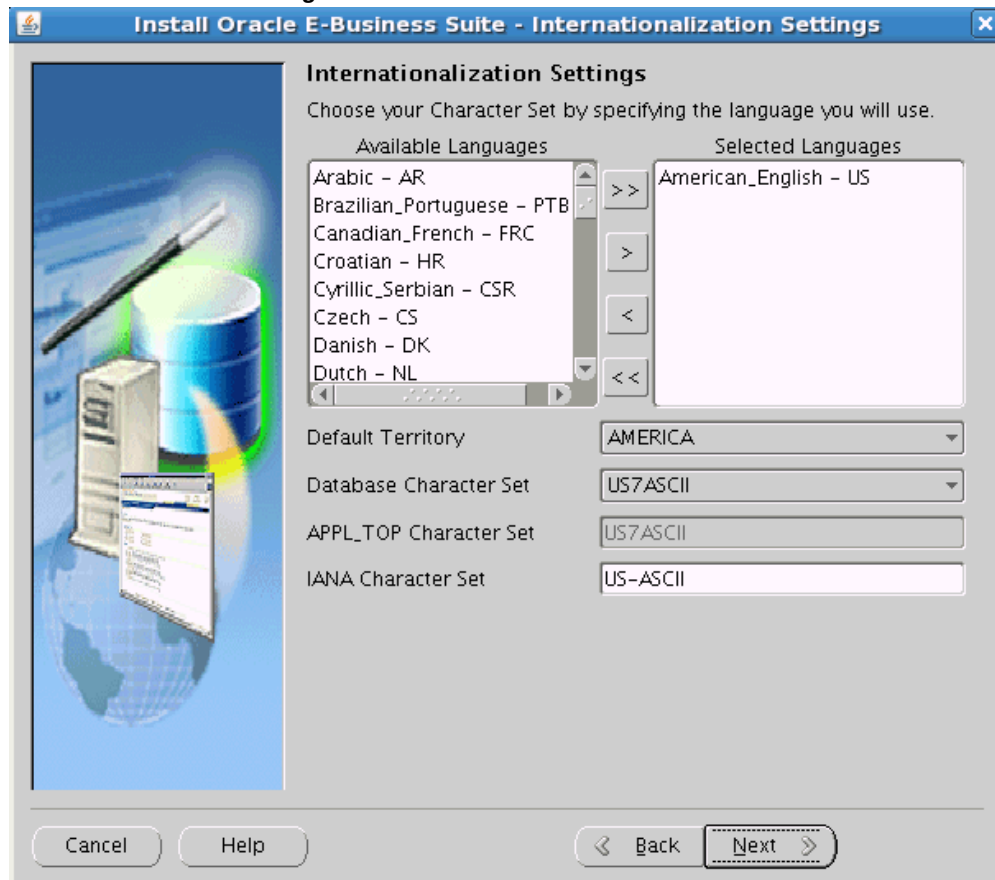 Install Oracle E-Business Suite - Internationalization Settings
Internationalization Settings
Choose your Character Set by specifying the language you will use.
Available Languages
Selected Languages
Arabic - AR
Brazilian_Portuguese - PTB
Canadian_French - FRC
Croatian - HR
Cyrillic_Serbian - CSR
Czech - CS
Danish - DK
Dutch - NL
>>
>
<
<<
American_English - US
Default Territory AMERICA
Database Character Set US7ASCII
APPL_TOP Character Set US7ASCII
IANA Character Set US-ASCII
Cancel Help Back Next